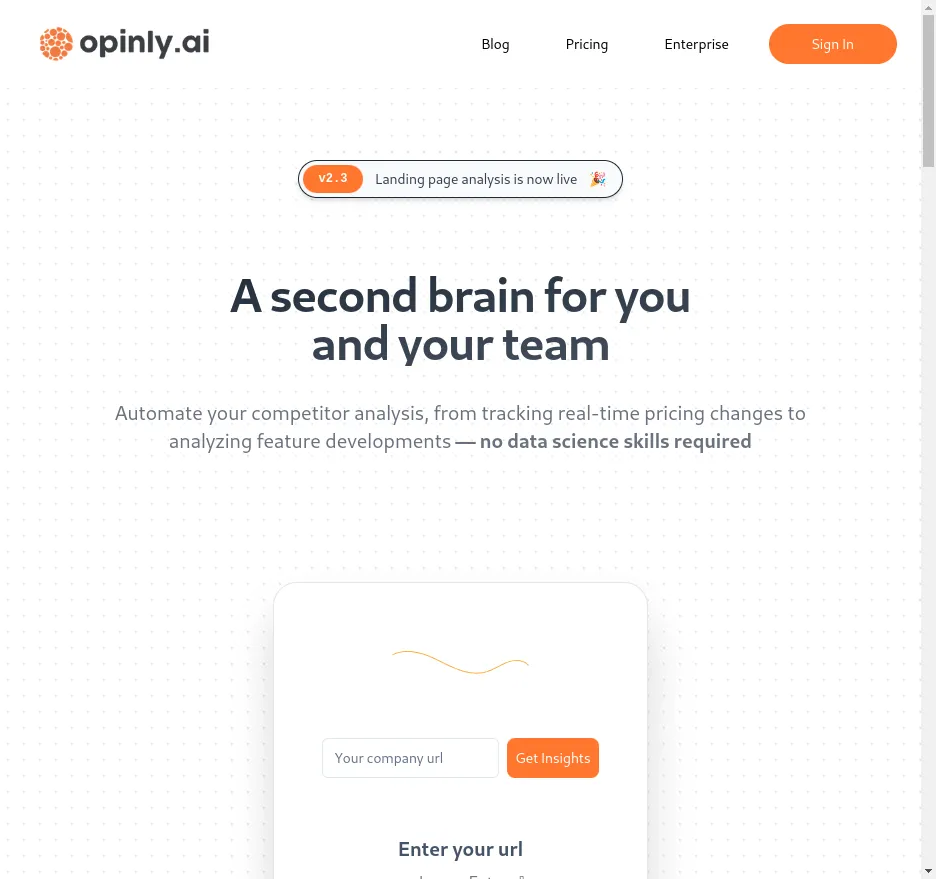 opinly.ai
Blog
Pricing
Enterprise
Sign In
v2.3
Landing page analysis is now live 🎉
A second brain for you
and your team
Automate your competitor analysis, from tracking real-time pricing changes to
analyzing feature developments — no data science skills required
Your company url
Get Insights
Enter your url